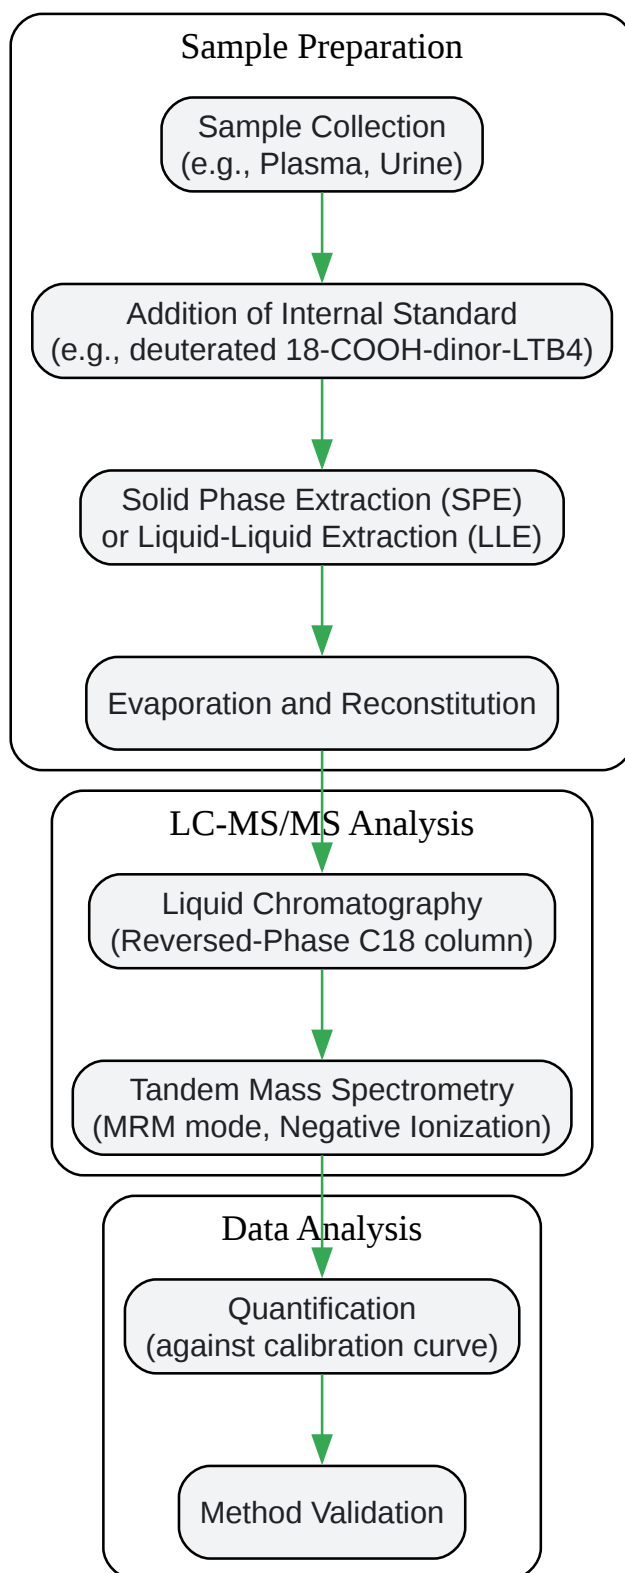 Sample Preparation
Sample Collection
(e.g., Plasma, Urine)
Addition of Internal Standard
(e.g., deuterated 18-COOH-dinor-LTB4)
Solid Phase Extraction (SPE)
or Liquid-Liquid Extraction (LLE)
Evaporation and Reconstitution
LC-MS/MS Analysis
Liquid Chromatography
(Reversed-Phase C18 column)
Tandem Mass Spectrometry
(MRM mode, Negative Ionization)
Data Analysis
Quantification
(against calibration curve)
Method Validation